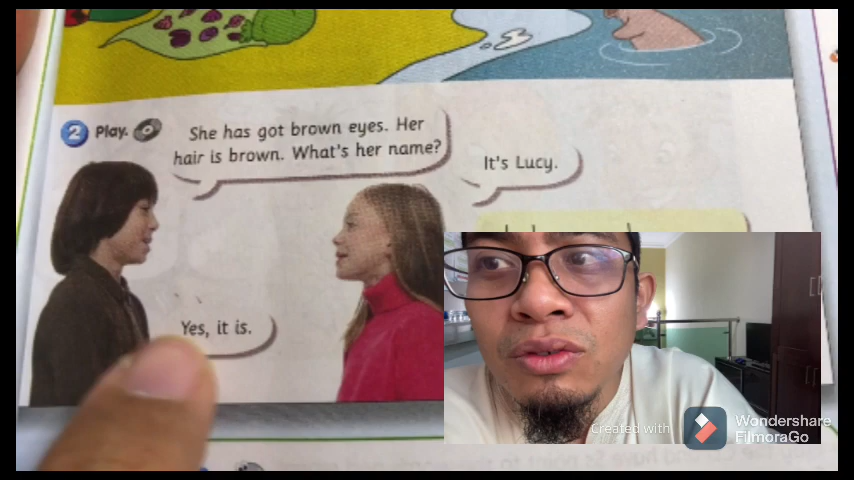 2 Play.
She has got brown eyes. Her
hair is brown. What's her name?
It's Lucy.
Yes, it is.
Created with
Wondershare
FilmoraGo